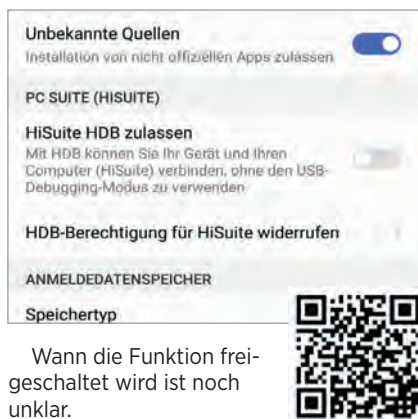 Unbekannte Quellen
Installation von nicht offiziellen Apps zulassen
PC SUITE (HISUITE)
HiSuite HDB zulassen
Mit HDB können Sie Ihr Gerät und Ihren
Computer (HiSuite) verbinden, ohne den USB-
Debugging-Modus zu verwenden
HDB-Berechtigung für HiSuite widerrufen
ANMELDEDATENSPEICHER
Speichertyp
Wann die Funktion frei-
geschaltet wird ist noch
unklar.